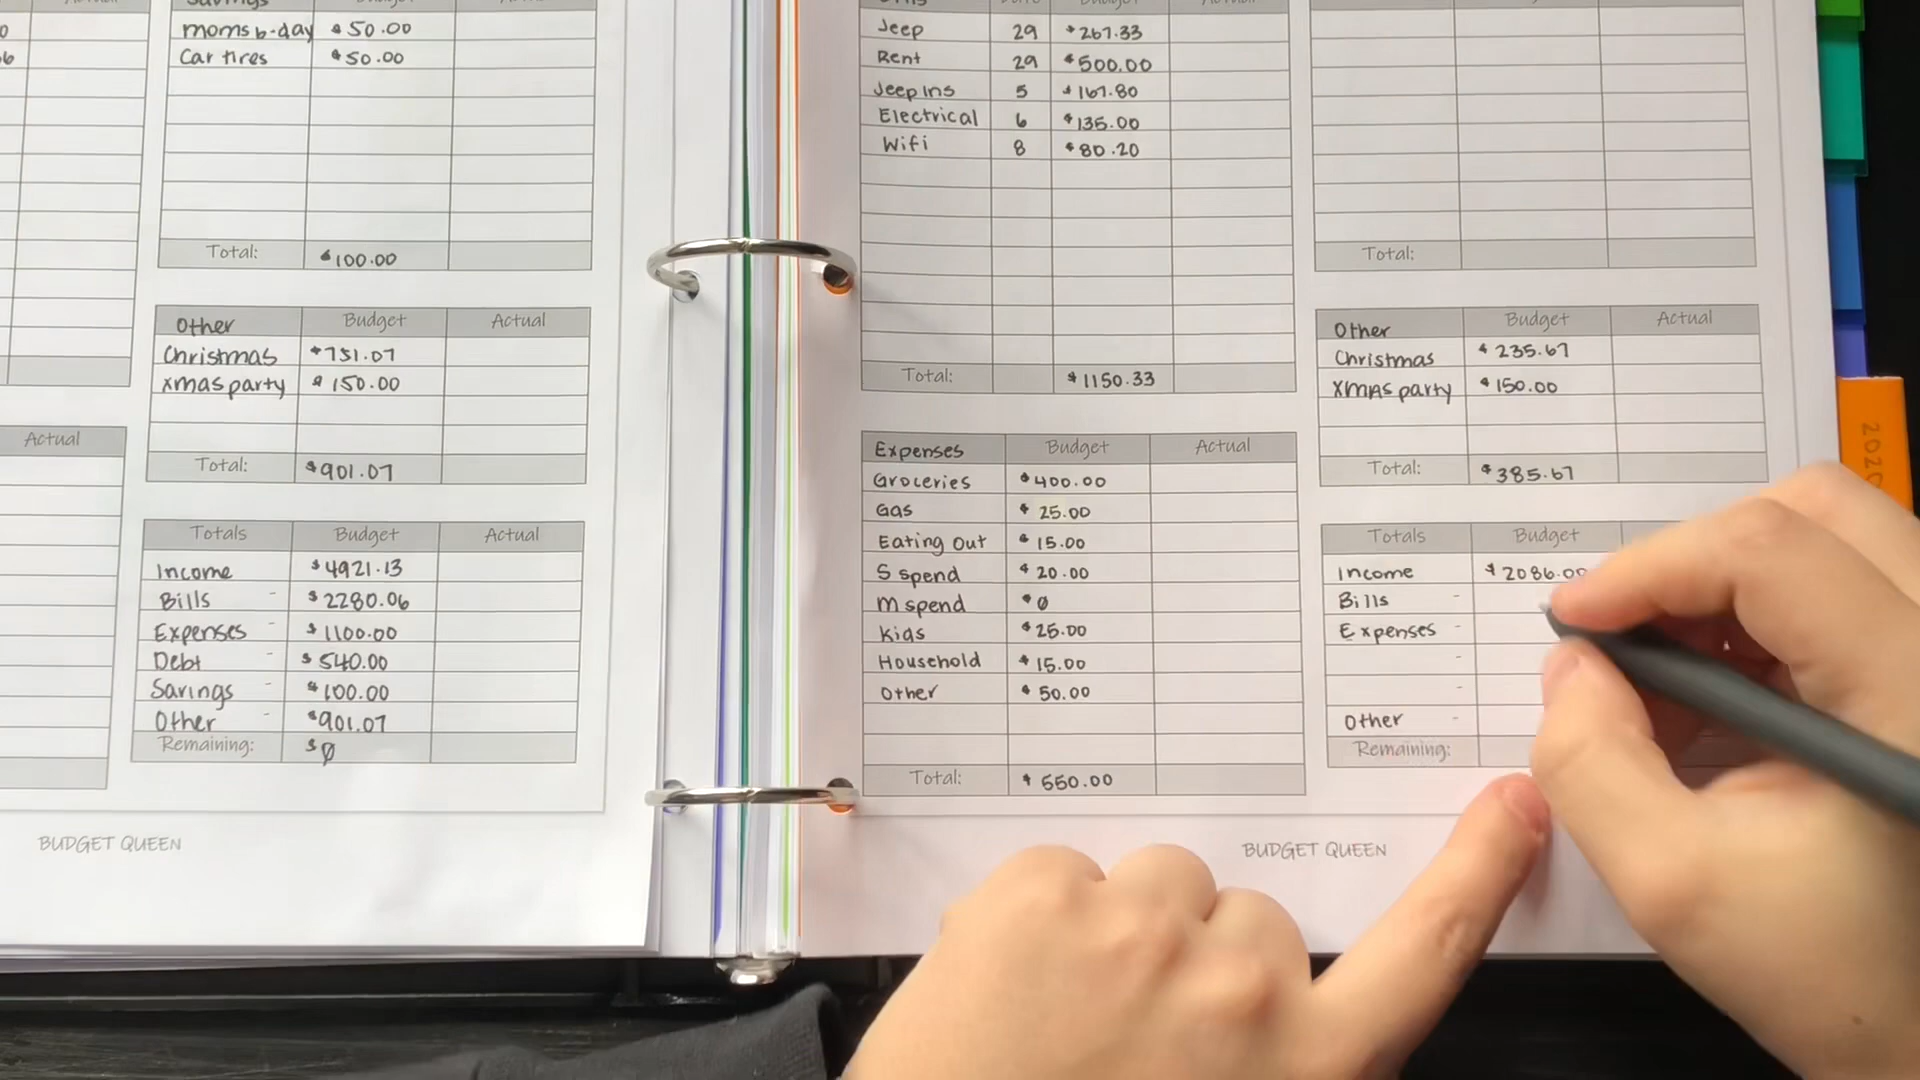 Savings Budget Actual
moms b-day $50.00
Car tires $50.00
Total: $100.00
Other Budget Actual
Christmas $751.07
xmas party $150.00
Total: $901.07
Actual
Totals Budget Actual
Income $4921.13
Bills - $2280.06
Expenses - $1100.00
Debt - $540.00
Savings - $100.00
Other - $901.07
Remaining: $0
BUDGET QUEEN
Jeep 29 $267.33
Rent 29 $500.00
Jeep Ins 5 $167.80
Electrical 6 $135.00
Wifi 8 $80.20
Total: $1150.33
Expenses Budget Actual
Groceries $400.00
Gas $25.00
Eating Out $15.00
S spend $20.00
M spend $0
Kids $25.00
Household $15.00
Other $50.00
Total: $550.00
Total:
Other Budget Actual
Christmas $235.67
XMAS party $150.00
Total: $385.67
Totals Budget
Income $2086.00
Bills -
Expenses -
-
-
Other -
Remaining:
BUDGET QUEEN
2020